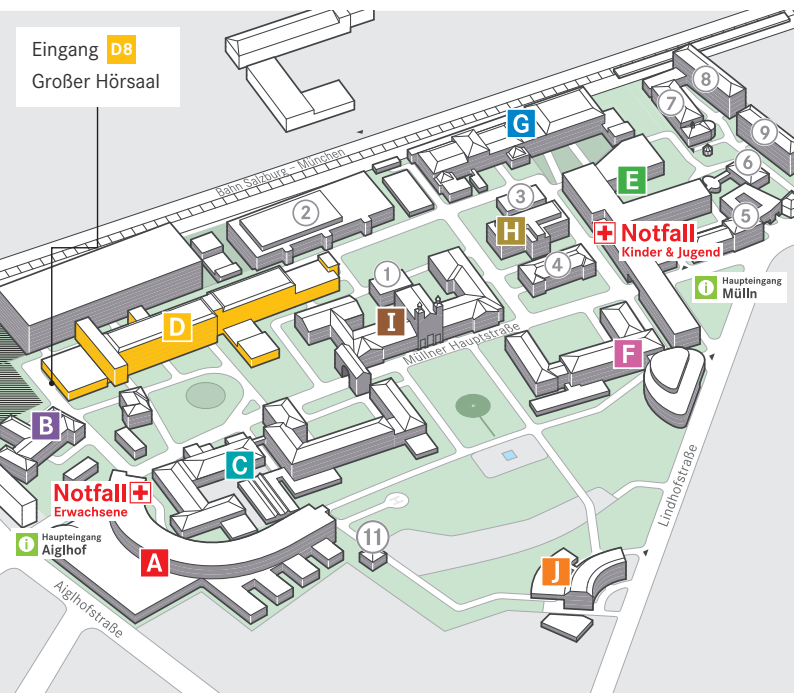 Eingang D8
Großer Hörsaal
Bahn Salzburg – München
G
8
7
9
E
6
5
2
3
H
4
Notfall
Kinder & Jugend
i Haupteingang
Mülln
1
D
I
Müllner Hauptstraße
F
B
C
Notfall
Erwachsene
i Haupteingang
Aiglhof
A
H
11
J
Lindhofstraße
Aiglhofstraße